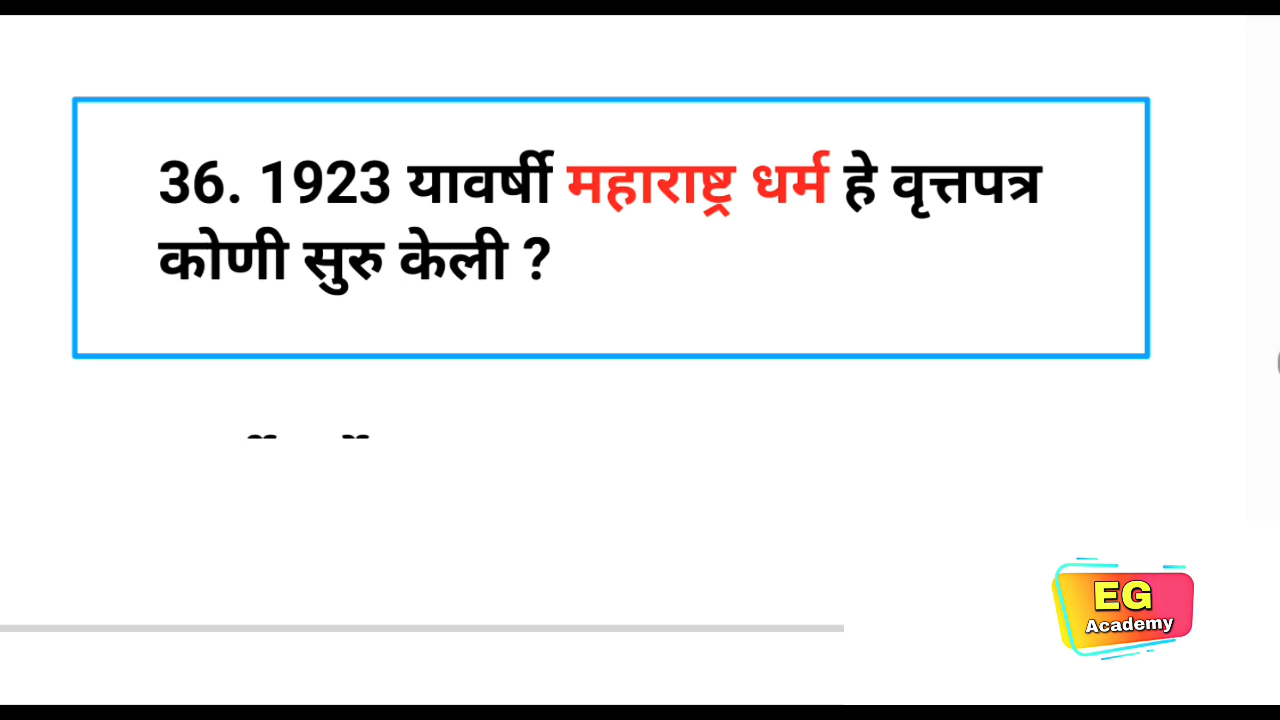 36. 1923 यावर्षी महाराष्ट्र धर्म हे वृत्तपत्र
कोणी सुरु केली ?
EG
Academy